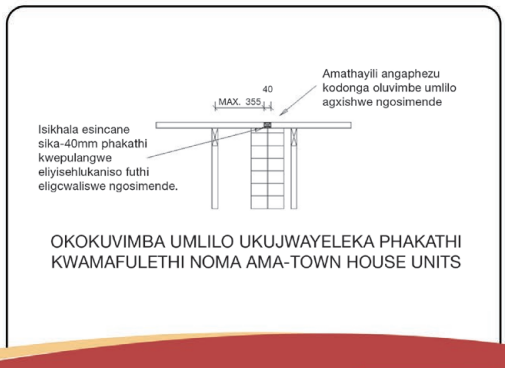 40
MAX. 355
Amathayili angaphezu
kodonga oluvimbe umlilo
agxishwe ngosimende
Isikhala esincane
sika-40mm phakathi
kwepulangwe
eliyisehlukaniso futhi
eligcwaliswe ngosimende.
OKOKUVIMBA UMLILO UKUJWAYELEKA PHAKATHI
KWAMAFULETHI NOMA AMA-TOWN HOUSE UNITS